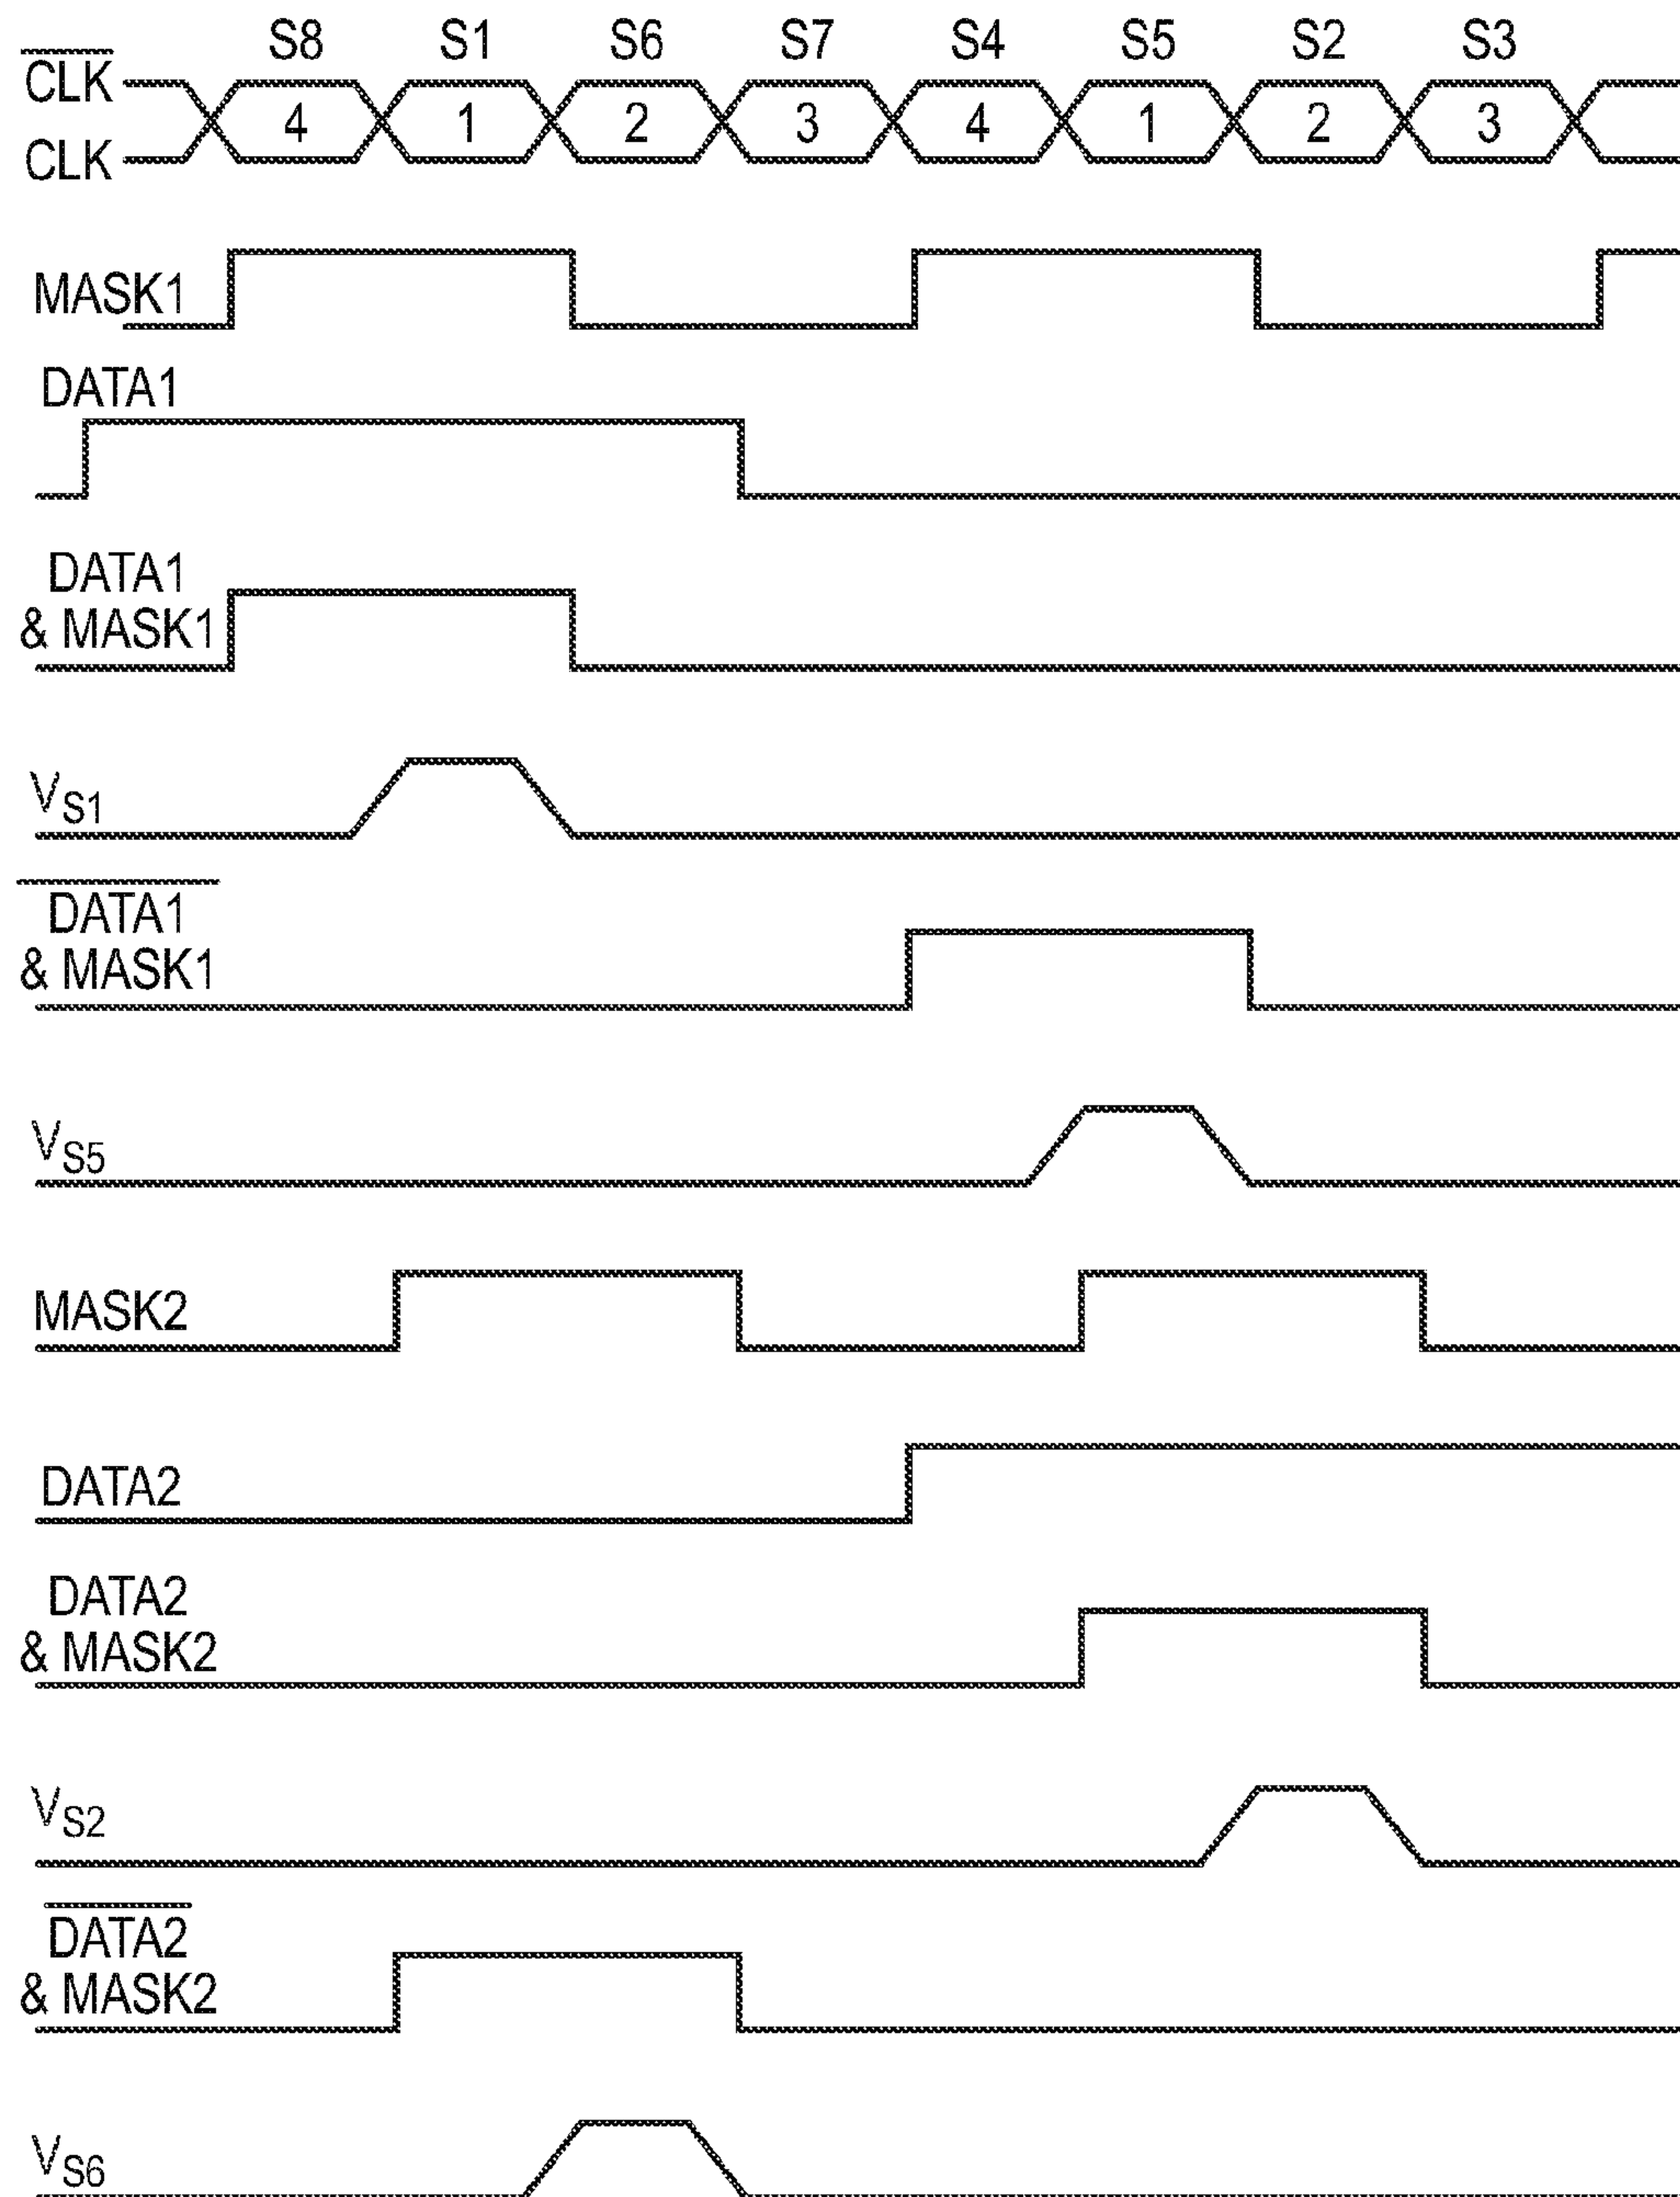 S8 S1 S6 S7 S4 S5 S2 S3
CLK
4 1 2 3 4 1 2 3
CLK
MASK1
DATA1
DATA1
& MASK1
VS1
DATA1
& MASK1
VS5
MASK2
DATA2
DATA2
& MASK2
VS2
DATA2
& MASK2
VS6